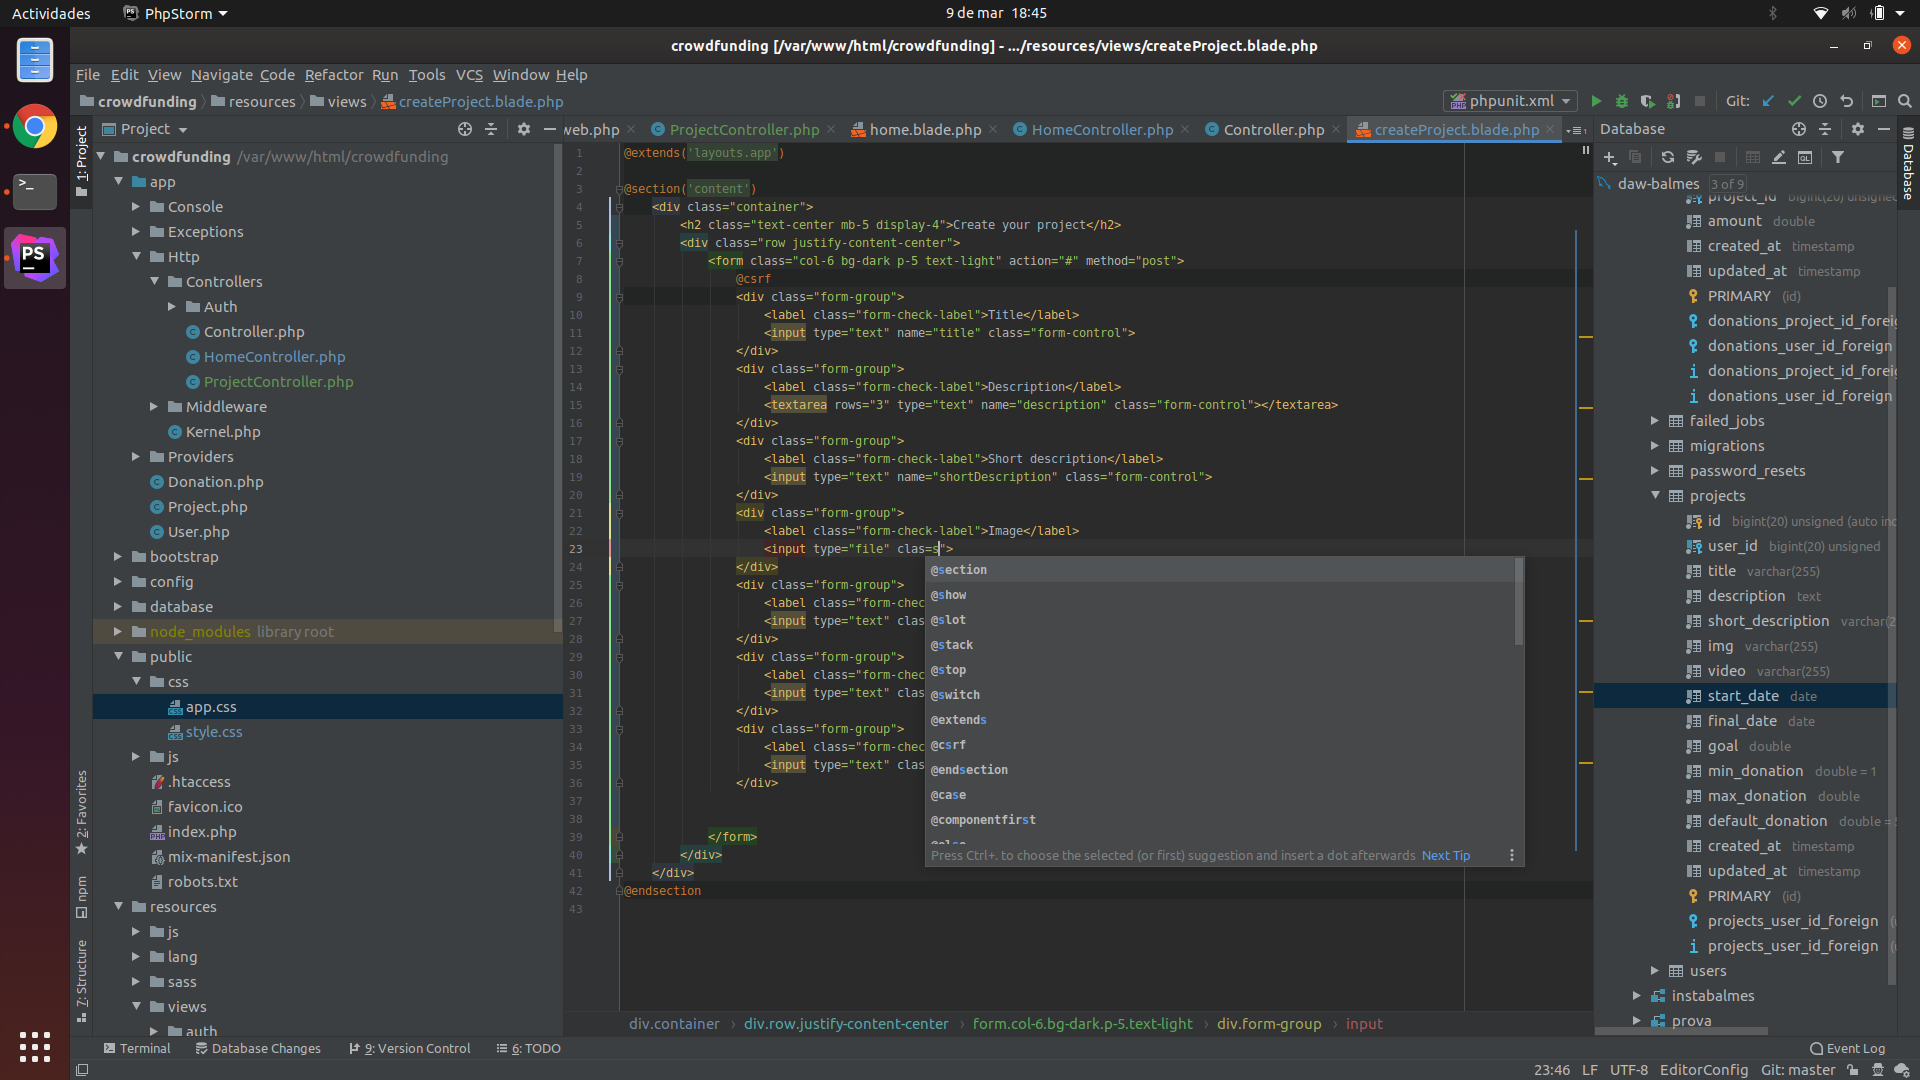 Actividades
PhpStorm
9 de mar 18:45
crowdfunding [/var/www/html/crowdfunding] - .../resources/views/createProject.blade.php
File Edit View Navigate Code Refactor Run Tools VCS Window Help
crowdfunding resources views createProject.blade.php
phpunit.xml
Git:
1: Project
2: Favorites
npm
7: Structure
Project
crowdfunding /var/www/html/crowdfunding
app
Console
Exceptions
Http
Controllers
Auth
Controller.php
HomeController.php
ProjectController.php
Middleware
Kernel.php
Providers
Donation.php
Project.php
User.php
bootstrap
config
database
node_modules library root
public
css
app.css
style.css
js
.htaccess
favicon.ico
index.php
mix-manifest.json
robots.txt
resources
js
lang
sass
views
auth
web.php ProjectController.php home.blade.php HomeController.php Controller.php createProject.blade.php
1 @extends('layouts.app')
2
3 @section('content')
4 <div class="container">
5 <h2 class="text-center mb-5 display-4">Create your project</h2>
6 <div class="row justify-content-center">
7 <form class="col-6 bg-dark p-5 text-light" action="#" method="post">
8 @csrf
9 <div class="form-group">
10 <label class="form-check-label">Title</label>
11 <input type="text" name="title" class="form-control">
12 </div>
13 <div class="form-group">
14 <label class="form-check-label">Description</label>
15 <textarea rows="3" type="text" name="description" class="form-control"></textarea>
16 </div>
17 <div class="form-group">
18 <label class="form-check-label">Short description</label>
19 <input type="text" name="shortDescription" class="form-control">
20 </div>
21 <div class="form-group">
22 <label class="form-check-label">Image</label>
23 <input type="file" clas=s">
24 </div>
25 <div class="form-group">
26 <label class="form-chec
27 <input type="text" clas
28 </div>
29 <div class="form-group">
30 <label class="form-chec
31 <input type="text" clas
32 </div>
33 <div class="form-group">
34 <label class="form-chec
35 <input type="text" clas
36 </div>
37
38
39 </form>
40 </div>
41 </div>
42 @endsection
43
@section
@show
@slot
@stack
@stop
@switch
@extends
@csrf
@endsection
@case
@componentfirst
@else
Press Ctrl+. to choose the selected (or first) suggestion and insert a dot afterwards Next Tip
div.container › div.row.justify-content-center › form.col-6.bg-dark.p-5.text-light › div.form-group › input
Database
Database
daw-balmes 3 of 9
project_id bigint(20) unsigned
amount double
created_at timestamp
updated_at timestamp
PRIMARY (id)
donations_project_id_foreig
donations_user_id_foreign
donations_project_id_foreig
donations_user_id_foreign
failed_jobs
migrations
password_resets
projects
id bigint(20) unsigned (auto inc
user_id bigint(20) unsigned
title varchar(255)
description text
short_description varchar(2
img varchar(255)
video varchar(255)
start_date date
final_date date
goal double
min_donation double = 1
max_donation double
default_donation double =
created_at timestamp
updated_at timestamp
PRIMARY (id)
projects_user_id_foreign (
projects_user_id_foreign (
users
instabalmes
prova
Terminal Database Changes 9: Version Control 6: TODO Event Log
23:46 LF UTF-8 EditorConfig Git: master